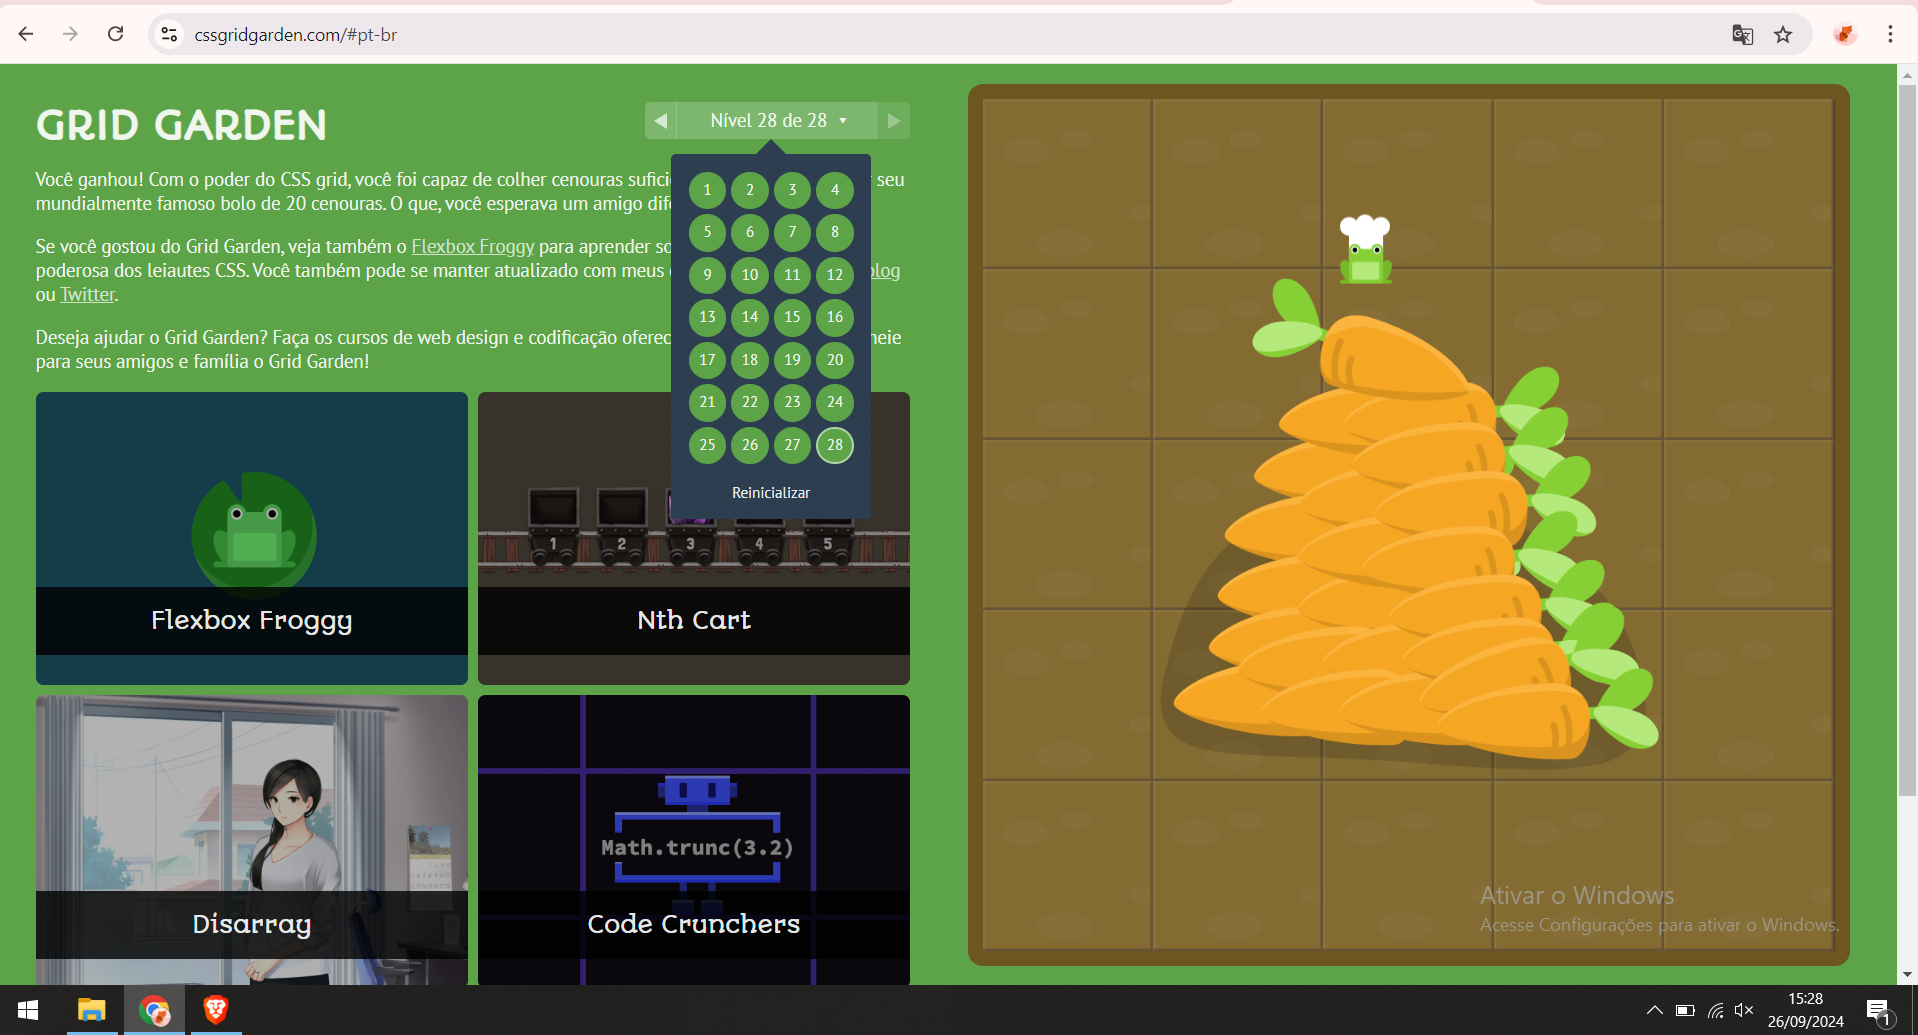 cssgridgarden.com/#pt-br
GRID GARDEN
Nível 28 de 28
Você ganhou! Com o poder do CSS grid, você foi capaz de colher cenouras sufici
seu
mundialmente famoso bolo de 20 cenouras. O que, você esperava um amigo dif
Se você gostou do Grid Garden, veja também o Flexbox Froggy para aprender so
poderosa dos leiautes CSS. Você também pode se manter atualizado com meus
blog
ou Twitter.
Deseja ajudar o Grid Garden? Faça os cursos de web design e codificação oferec
neie
para seus amigos e família o Grid Garden!
1 2 3 4
5 6 7 8
9 10 11 12
13 14 15 16
17 18 19 20
21 22 23 24
25 26 27 28
Reinicializar
1 2 3 4 5
Flexbox Froggy
Nth Cart
Math.trunc(3.2)
Disarray
Code Crunchers
Ativar o Windows
Acesse Configurações para ativar o Windows.
15:28
26/09/2024
1